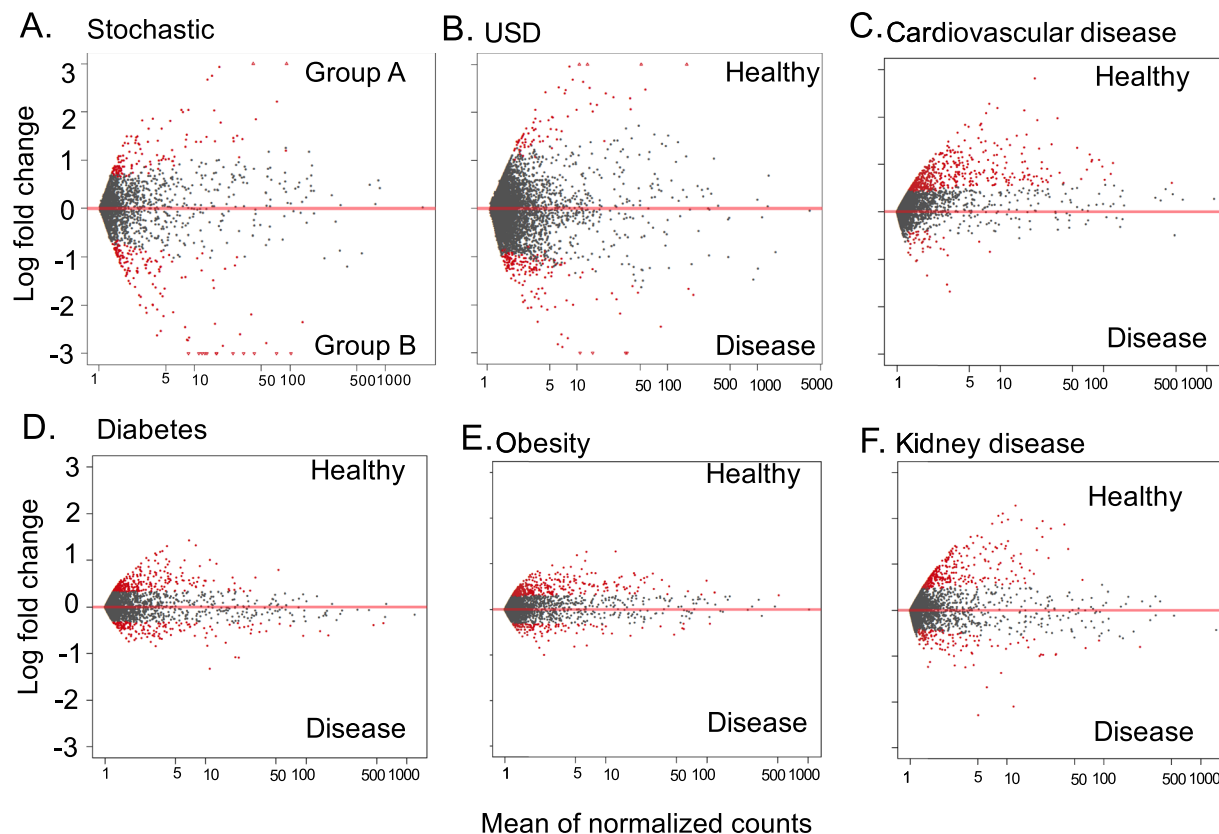 A. Stochastic
B. USD
C. Cardiovascular disease
Log fold change
3
2
1
0
-1
-2
-3
Group A
Group B
1 5 10 50 100 500 1000
Healthy
Disease
1 5 10 50 100 500 1000 5000
Healthy
Disease
1 5 10 50 100 500 1000
D. Diabetes
E. Obesity
F. Kidney disease
Log fold change
3
2
1
0
-1
-2
-3
Healthy
Disease
1 5 10 50 100 500 1000
Healthy
Disease
1 5 10 50 100 500 1000
Healthy
Disease
1 5 10 50 100 500 1000
Mean of normalized counts